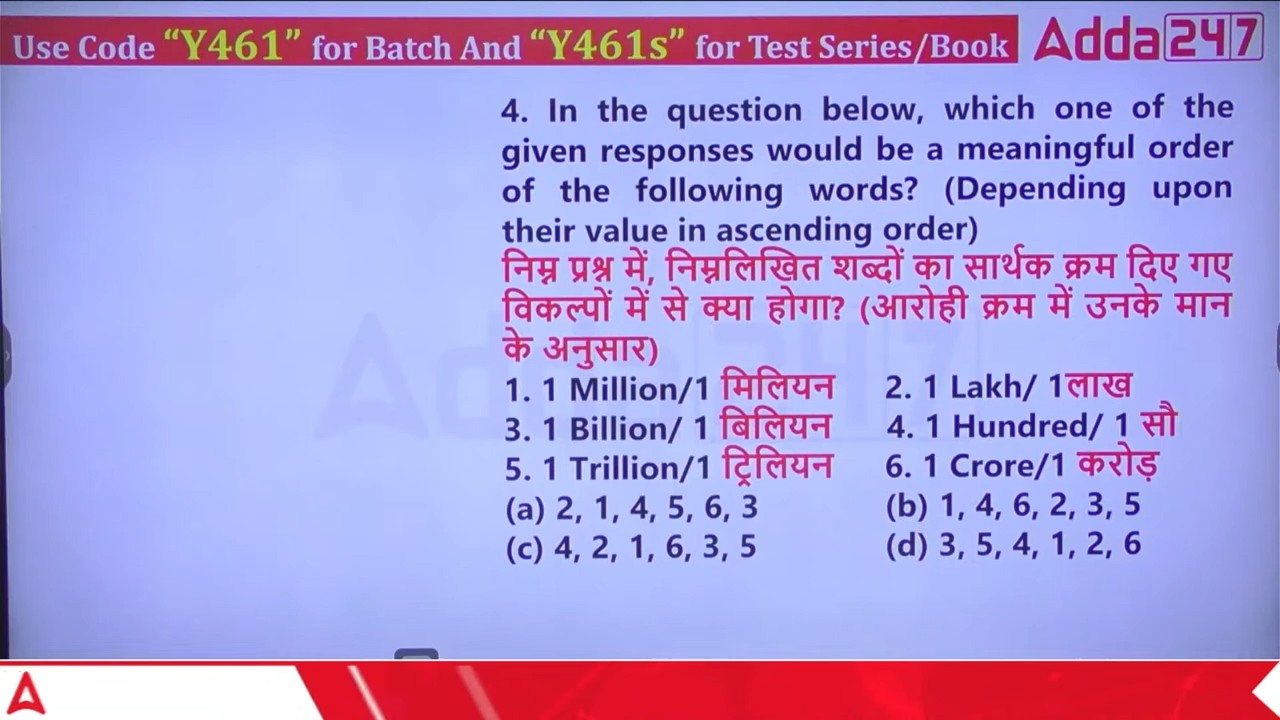 Use Code “Y461” for Batch And “Y461s” for Test Series/Book Adda247
4. In the question below, which one of the
given responses would be a meaningful order
of the following words? (Depending upon
their value in ascending order)
निम्न प्रश्न में, निम्नलिखित शब्दों का सार्थक क्रम दिए गए
विकल्पों में से क्या होगा? (आरोही क्रम में उनके मान
के अनुसार)
1. 1 Million/1 मिलियन 2. 1 Lakh/ 1लाख
3. 1 Billion/ 1 बिलियन 4. 1 Hundred/ 1 सौ
5. 1 Trillion/1 ट्रिलियन 6. 1 Crore/1 करोड़
(a) 2, 1, 4, 5, 6, 3 (b) 1, 4, 6, 2, 3, 5
(c) 4, 2, 1, 6, 3, 5 (d) 3, 5, 4, 1, 2, 6